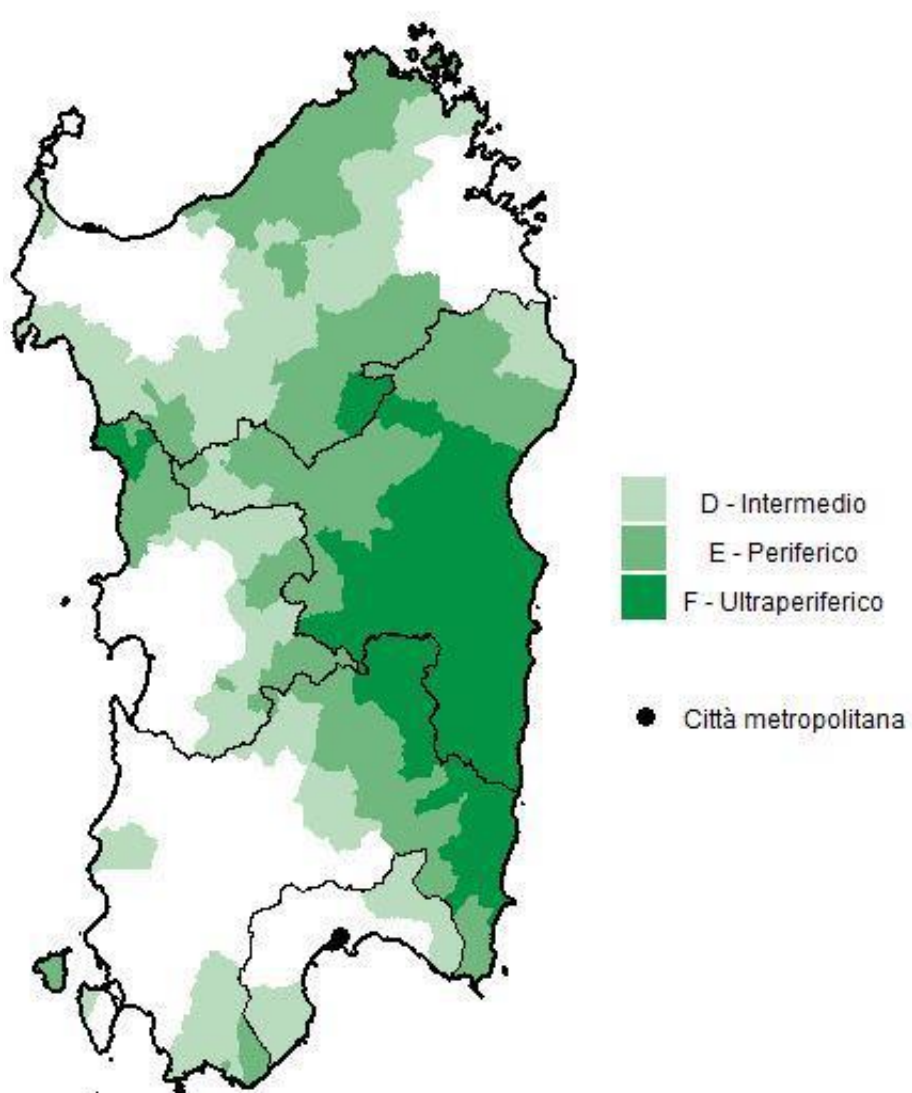 D - Intermedio
E - Periferico
F - Ultraperiferico
Città metropolitana